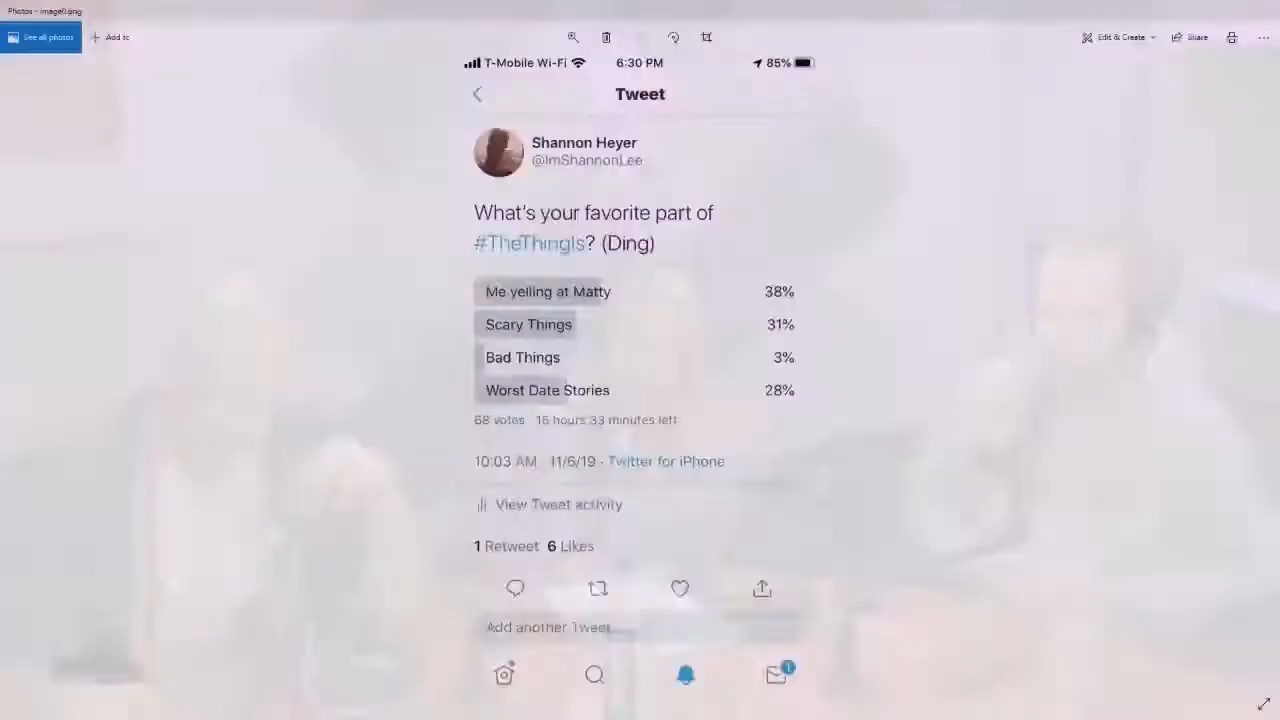 Photos - image0.png
See all photos
Add to
Edit & Create
Share
T-Mobile Wi-Fi 6:30 PM 85%
Tweet
Shannon Heyer
@ImShannonLee
What's your favorite part of
#TheThingIs? (Ding)
Me yelling at Matty 38%
Scary Things 31%
Bad Things 3%
Worst Date Stories 28%
68 votes 15 hours 33 minutes left
10:03 AM 11/6/19 · Twitter for iPhone
View Tweet activity
1 Retweet 6 Likes
Add another Tweet
1